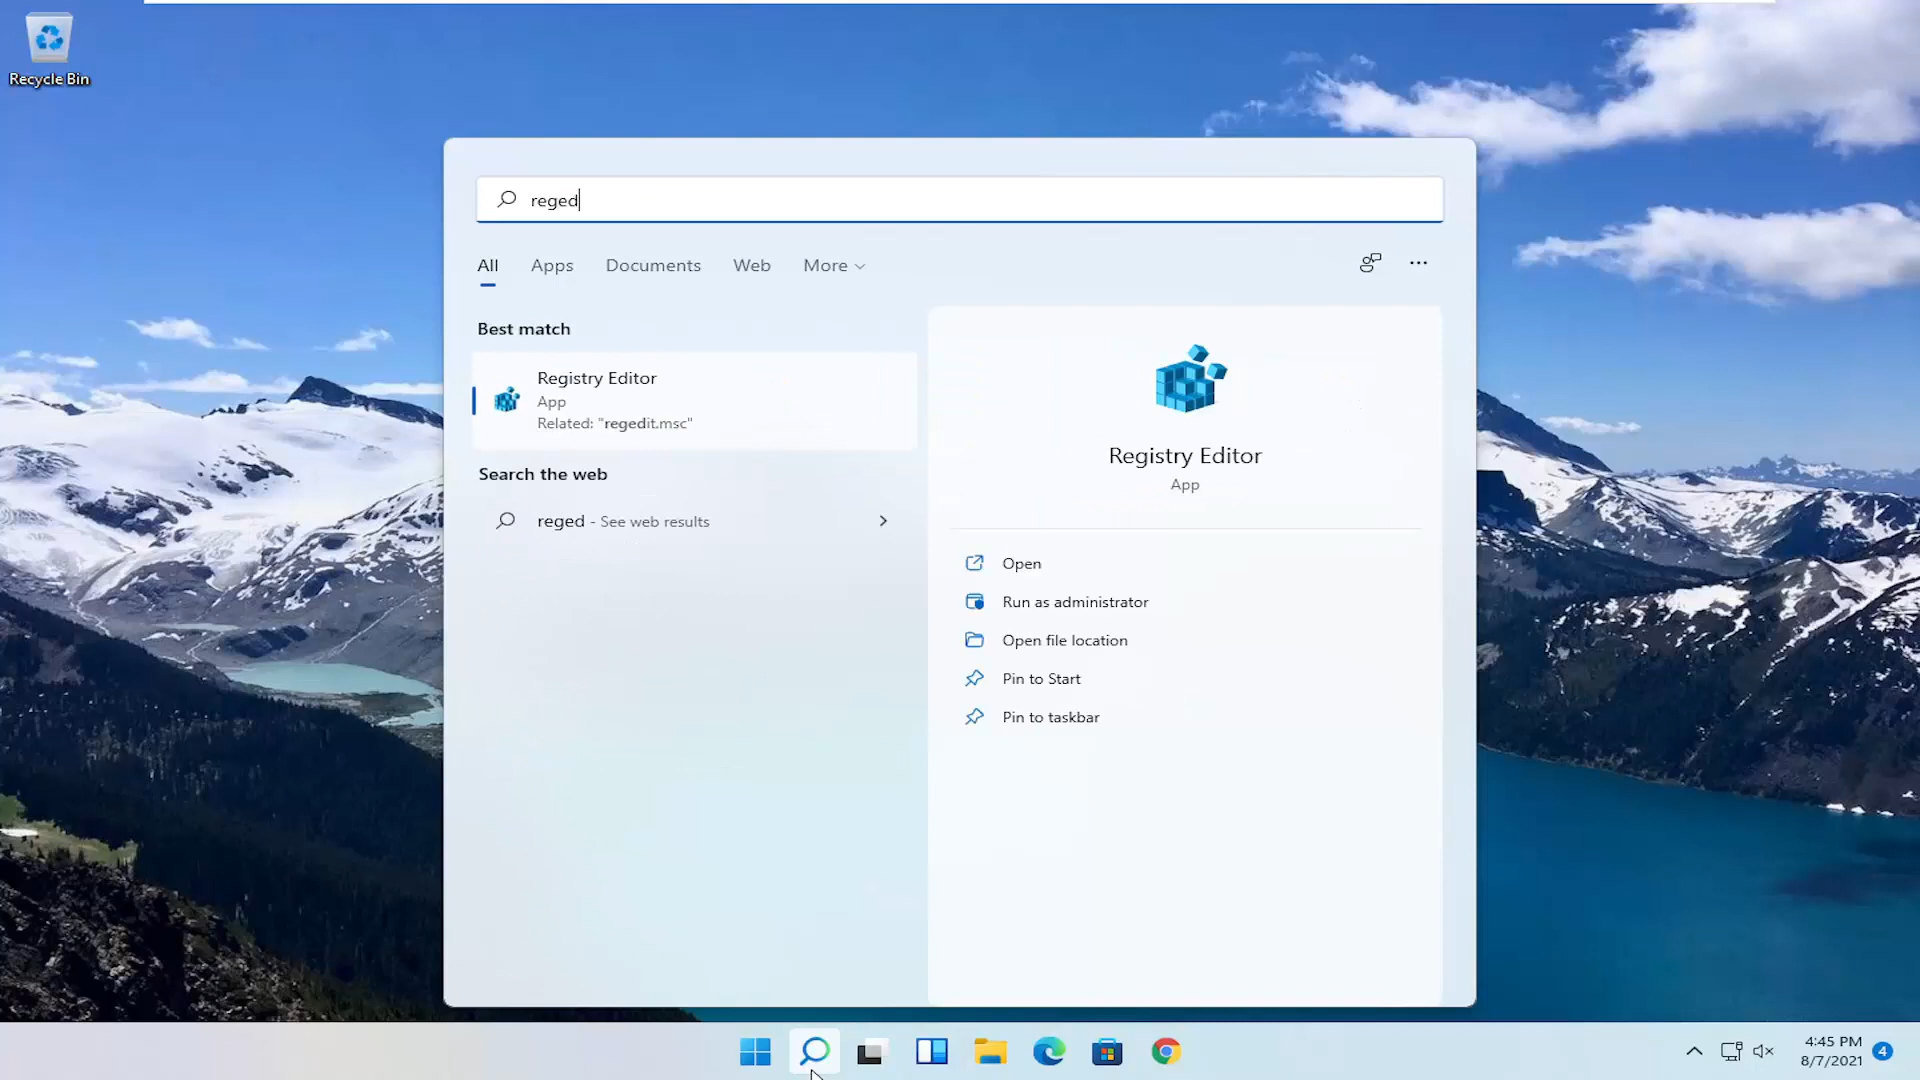 Recycle Bin
reged
All Apps Documents Web More
Best match
Registry Editor
App
Related: "regedit.msc"
Search the web
reged - See web results
Registry Editor
App
Open
Run as administrator
Open file location
Pin to Start
Pin to taskbar
4:45 PM
8/7/2021
4